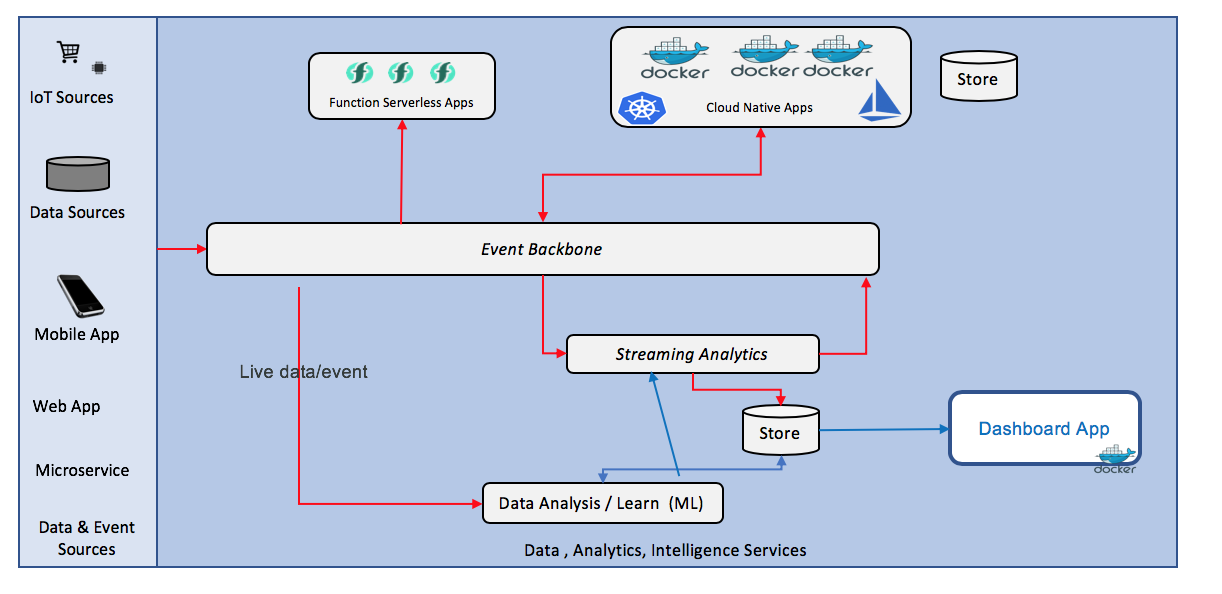 IoT Sources
Data Sources
Mobile App
Web App
Microservice
Data & Event
Sources
Function Serverless Apps
docker
docker
docker
Cloud Native Apps
Store
Event Backbone
Streaming Analytics
Live data/event
Store
Dashboard App
docker
Data Analysis / Learn (ML)
Data , Analytics, Intelligence Services